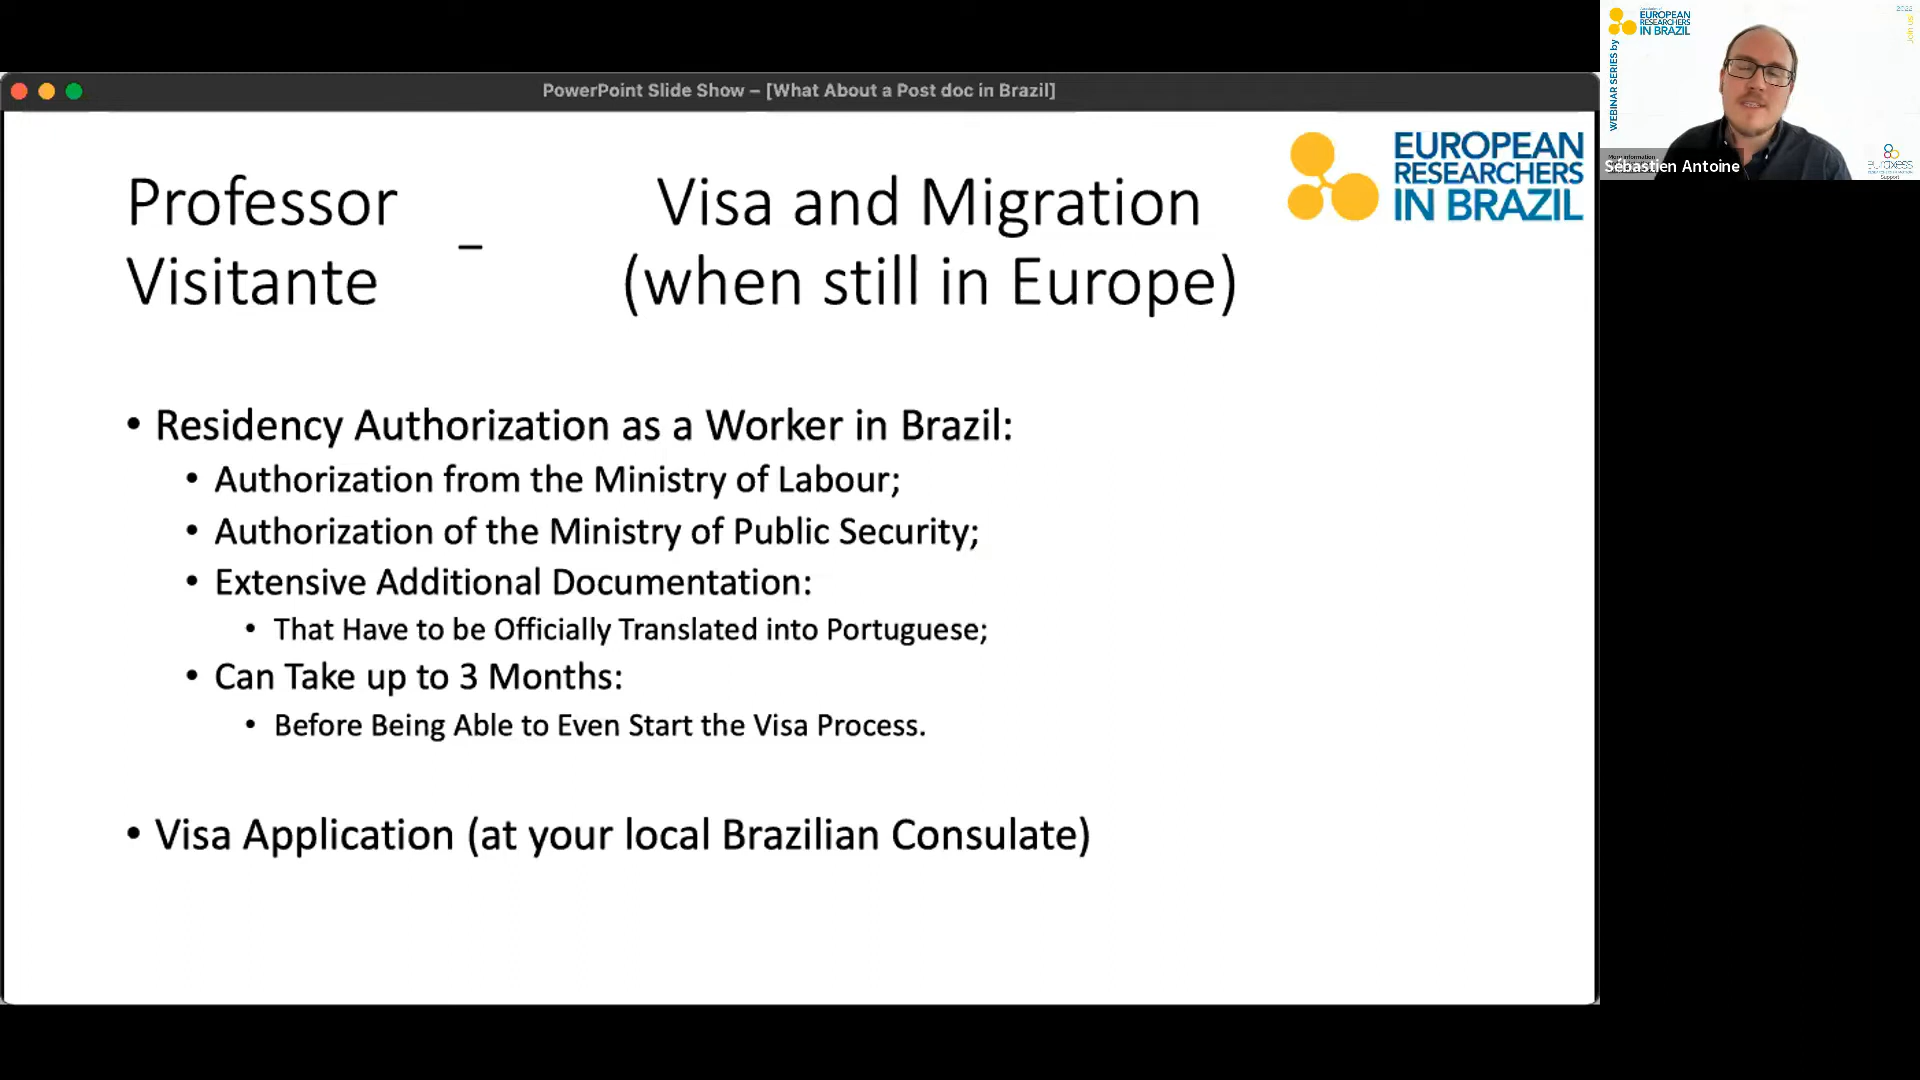 PowerPoint Slide Show – [What About a Post doc in Brazil]
Professor
Visitante
–
Visa and Migration
(when still in Europe)
EUROPEAN
RESEARCHERS
IN BRAZIL
• Residency Authorization as a Worker in Brazil:
• Authorization from the Ministry of Labour;
• Authorization of the Ministry of Public Security;
• Extensive Additional Documentation:
• That Have to be Officially Translated into Portuguese;
• Can Take up to 3 Months:
• Before Being Able to Even Start the Visa Process.
• Visa Application (at your local Brazilian Consulate)
EUROPEAN
RESEARCHERS
IN BRAZIL
WEBINAR SERIES by
2022
Join us
Sébastien Antoine
euraxess